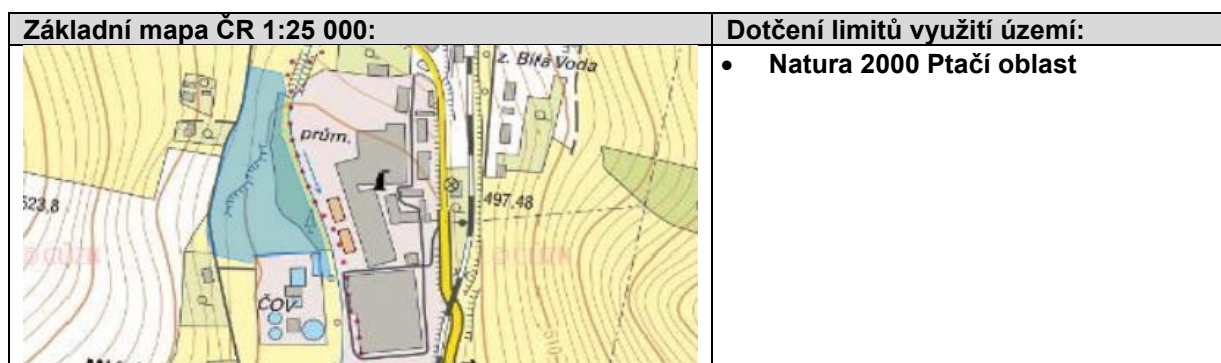 Základní mapa ČR 1:25 000:
Dotčení limitů využití území:
• Natura 2000 Ptačí oblast
z. Bílá Voda
prům.
497,48
523,8
ČOV